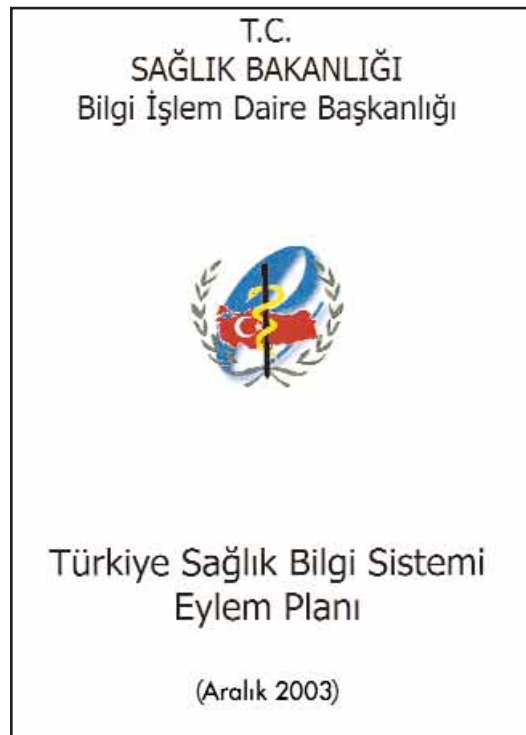 T.C.
SAĞLIK BAKANLIĞI
Bilgi İşlem Daire Başkanlığı
Türkiye Sağlık Bilgi Sistemi
Eylem Planı
(Aralık 2003)